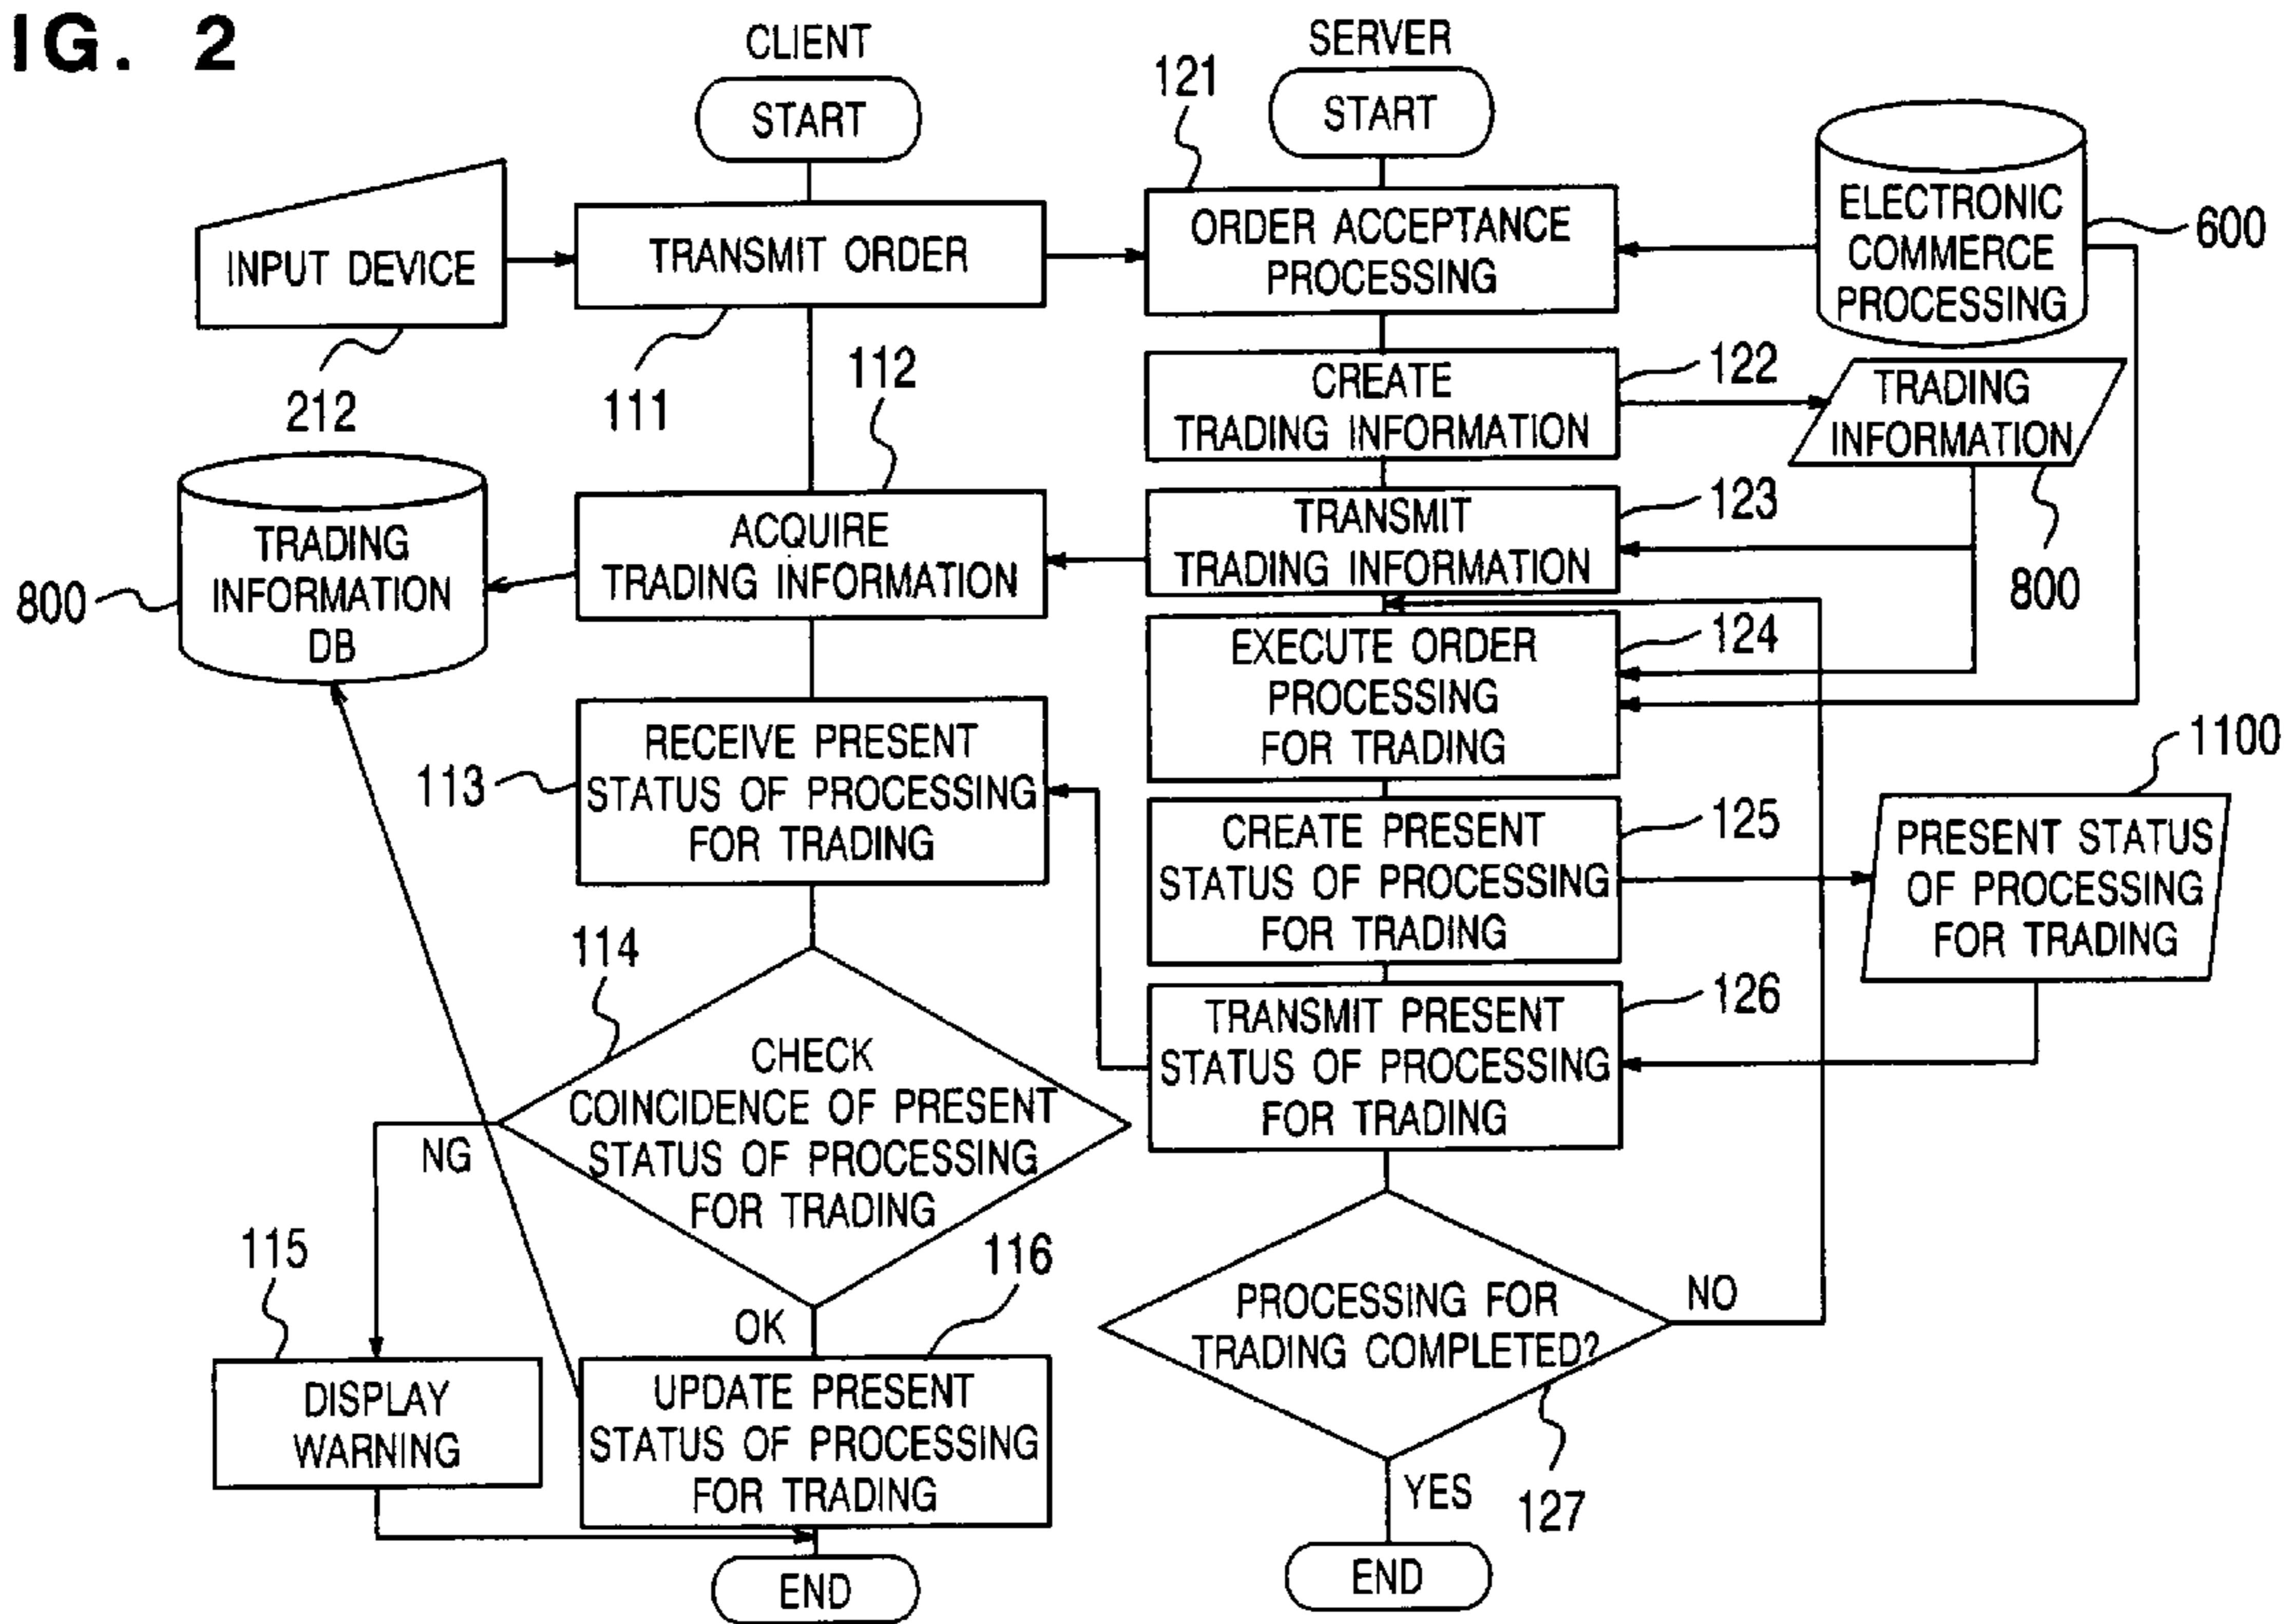 IG. 2
CLIENT
START
SERVER
START
121
INPUT DEVICE
212
TRANSMIT ORDER
111
ORDER ACCEPTANCE
PROCESSING
ELECTRONIC
COMMERCE
PROCESSING
600
112
CREATE
TRADING INFORMATION
122
TRADING
INFORMATION
800
TRADING
INFORMATION
DB
800
ACQUIRE
TRADING INFORMATION
TRANSMIT
TRADING INFORMATION
123
EXECUTE ORDER
PROCESSING
FOR TRADING
124
113
RECEIVE PRESENT
STATUS OF PROCESSING
FOR TRADING
CREATE PRESENT
STATUS OF PROCESSING
FOR TRADING
125
1100
PRESENT STATUS
OF PROCESSING
FOR TRADING
114
CHECK
COINCIDENCE OF PRESENT
STATUS OF PROCESSING
FOR TRADING
NG
OK
TRANSMIT PRESENT
STATUS OF PROCESSING
FOR TRADING
126
115
DISPLAY
WARNING
116
UPDATE PRESENT
STATUS OF PROCESSING
FOR TRADING
END
PROCESSING FOR
TRADING COMPLETED?
NO
YES
127
END